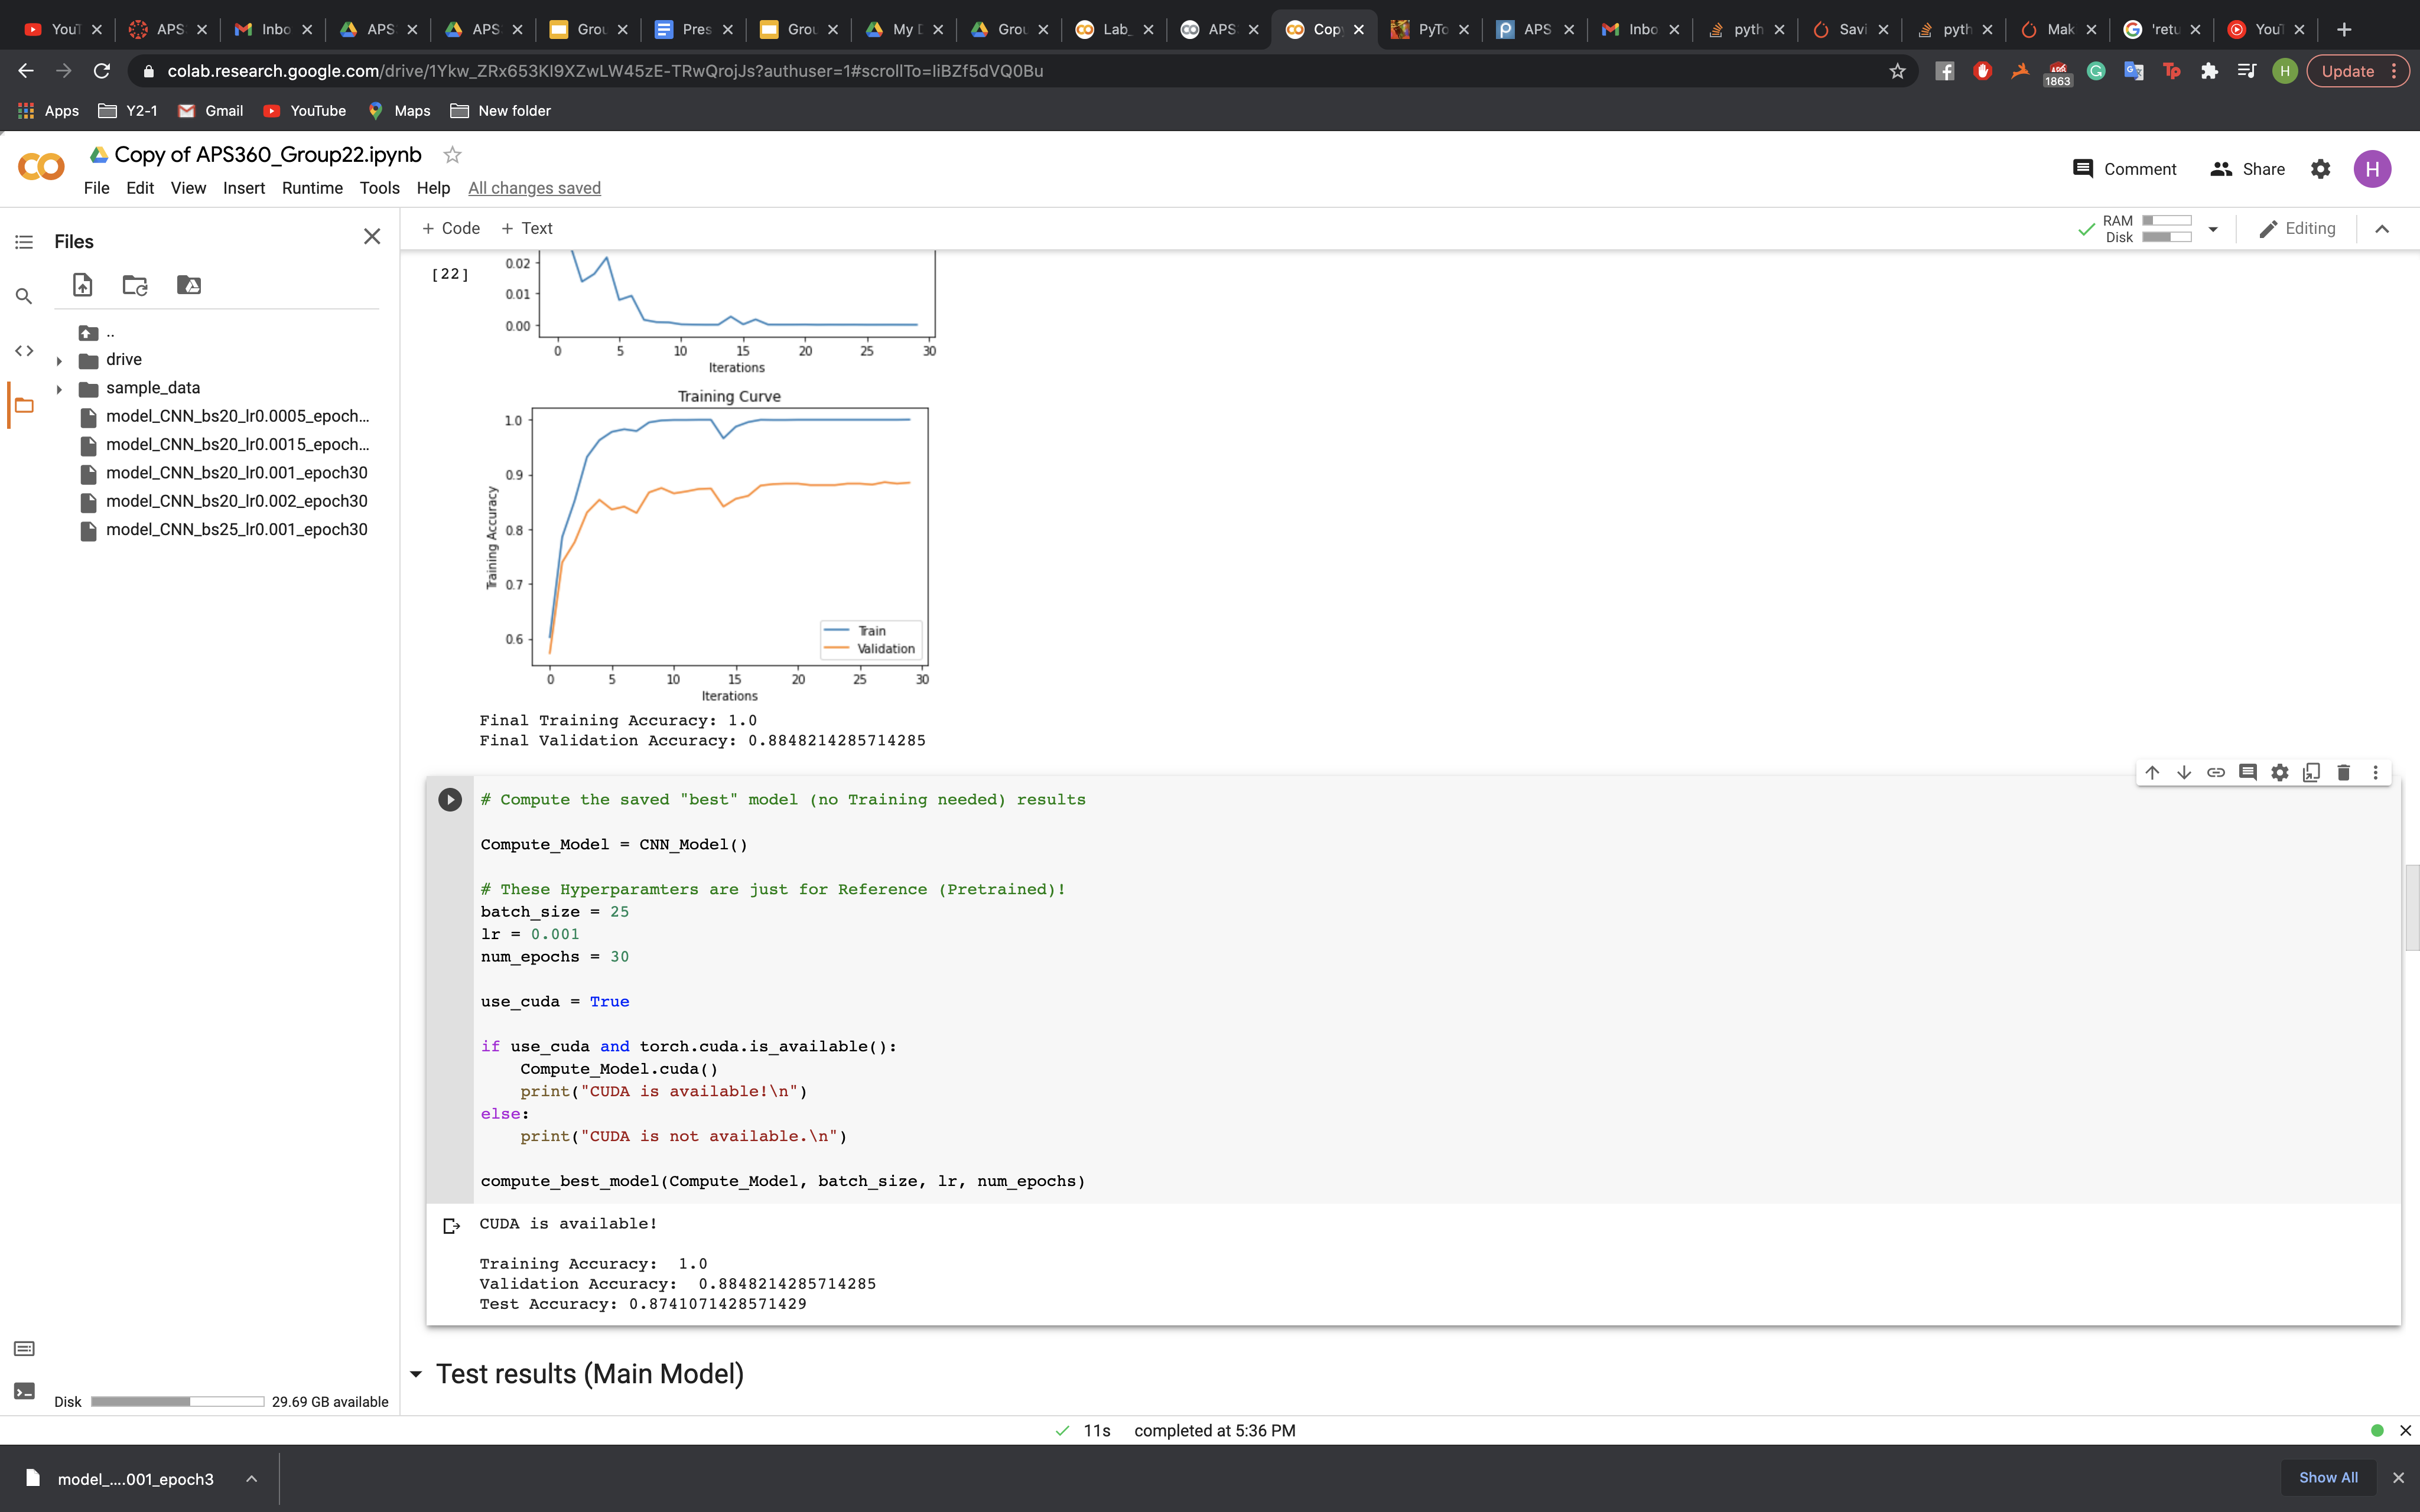 YouT
APS
Inbo
APS
APS
Grou
Pres
Grou
My D
Grou
Lab_
APS
Cop
PyTo
APS
Inbo
pyth
Savi
pyth
Mak
'retu
YouT
colab.research.google.com/drive/1Ykw_ZRx653KI9XZwLW45zE-TRwQrojJs?authuser=1#scrollTo=IiBZf5dVQ0Bu
1863
Tp
H
Update
Apps
Y2-1
Gmail
YouTube
Maps
New folder
Copy of APS360_Group22.ipynb
File Edit View Insert Runtime Tools Help All changes saved
Comment
Share
H
Files
+ Code + Text
RAM
Disk
Editing
..
drive
sample_data
model_CNN_bs20_lr0.0005_epoch...
model_CNN_bs20_lr0.0015_epoch...
model_CNN_bs20_lr0.001_epoch30
model_CNN_bs20_lr0.002_epoch30
model_CNN_bs25_lr0.001_epoch30
[22]
0.02
0.01
0.00
0 5 10 15 20 25 30
Iterations
Training Curve
Training Accuracy
1.0
0.9
0.8
0.7
0.6
Train
Validation
0 5 10 15 20 25 30
Iterations
Final Training Accuracy: 1.0
Final Validation Accuracy: 0.8848214285714285
# Compute the saved "best" model (no Training needed) results
Compute_Model = CNN_Model()
# These Hyperparamters are just for Reference (Pretrained)!
batch_size = 25
lr = 0.001
num_epochs = 30
use_cuda = True
if use_cuda and torch.cuda.is_available():
Compute_Model.cuda()
print("CUDA is available!\n")
else:
print("CUDA is not available.\n")
compute_best_model(Compute_Model, batch_size, lr, num_epochs)
CUDA is available!
Training Accuracy: 1.0
Validation Accuracy: 0.8848214285714285
Test Accuracy: 0.8741071428571429
Test results (Main Model)
Disk
29.69 GB available
11s completed at 5:36 PM
model_....001_epoch3
Show All